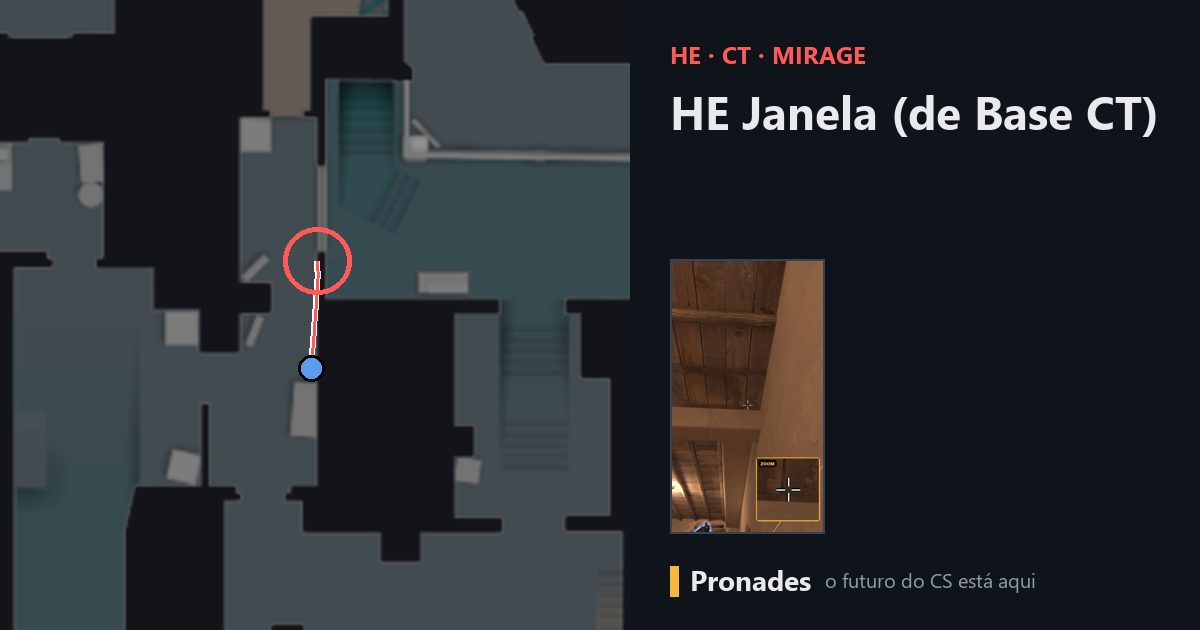 HE · CT · MIRAGE
HE Janela (de Base CT)
ZOOM
Pronades o futuro do CS está aqui